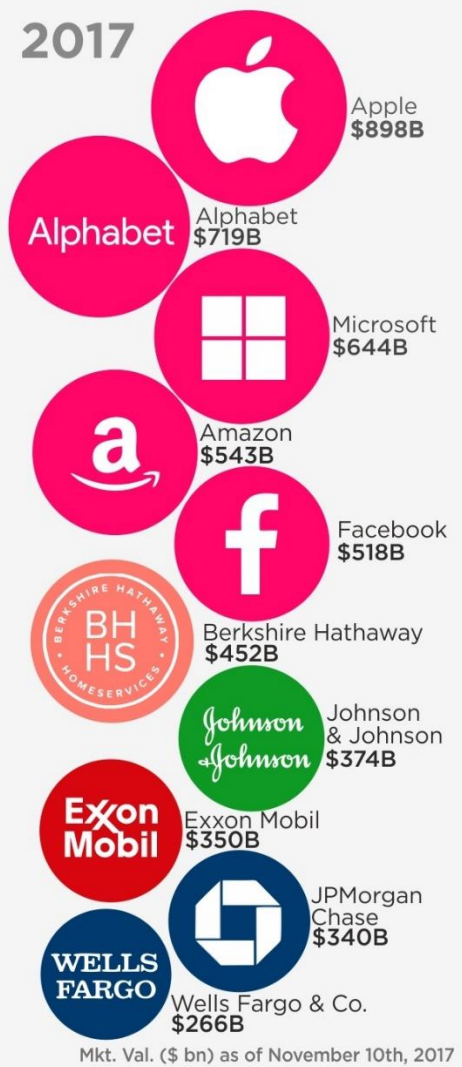 2017
Apple
$898B
Alphabet
Alphabet
$719B
Microsoft
$644B
a
Amazon
$543B
f
Facebook
$518B
BERKSHIRE HATHAWAY
BH
HS
HOMESERVICES
Berkshire Hathaway
$452B
Johnson
&Johnson
Johnson
& Johnson
$374B
Exxon
Mobil
Exxon Mobil
$350B
JPMorgan
Chase
$340B
WELLS
FARGO
Wells Fargo & Co.
$266B
Mkt. Val. ($ bn) as of November 10th, 2017